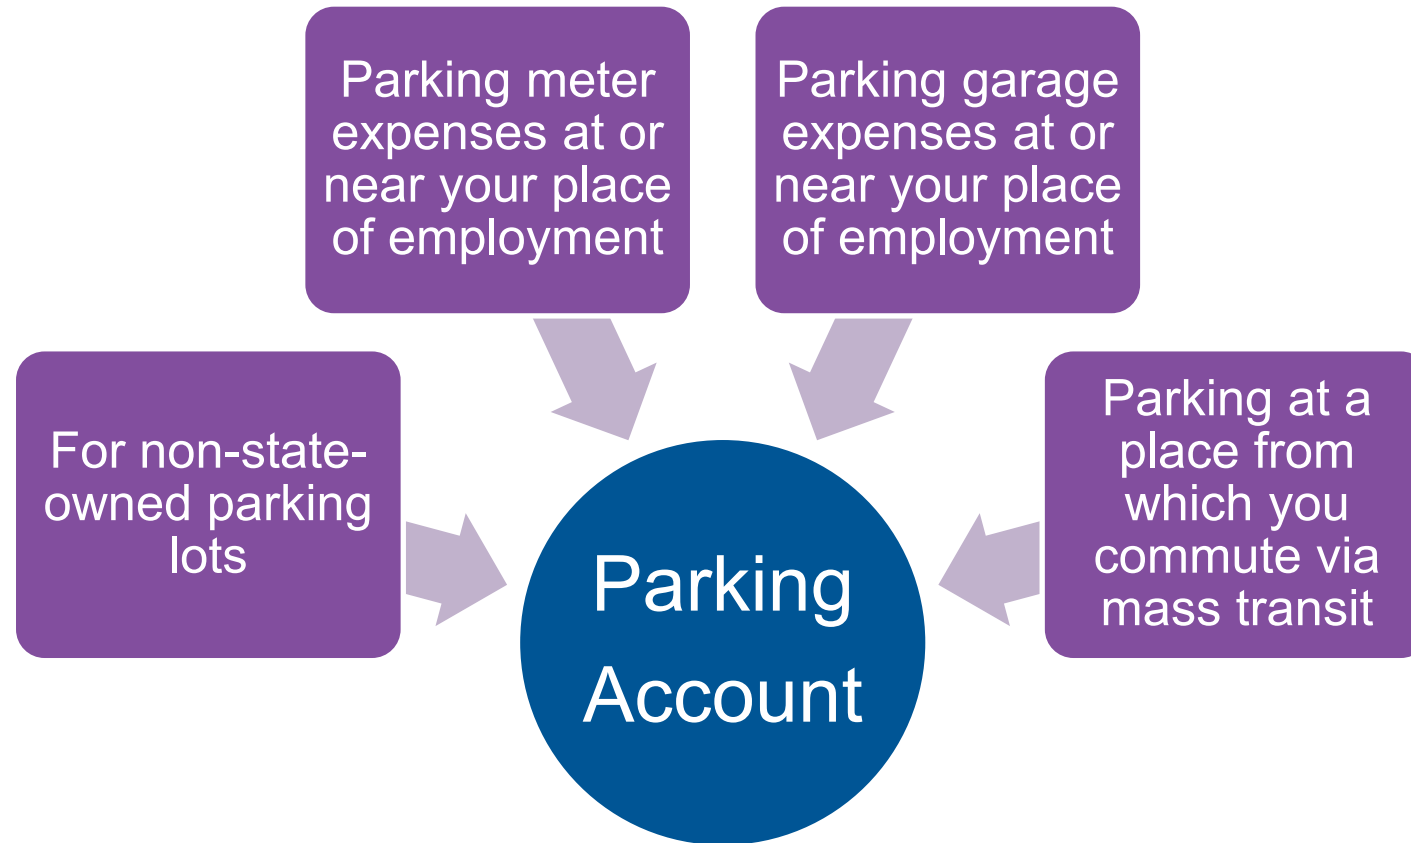 Parking meter
expenses at or
near your place
of employment
Parking garage
expenses at or
near your place
of employment
For non-state-
owned parking
lots
Parking at a
place from
which you
commute via
mass transit
Parking
Account